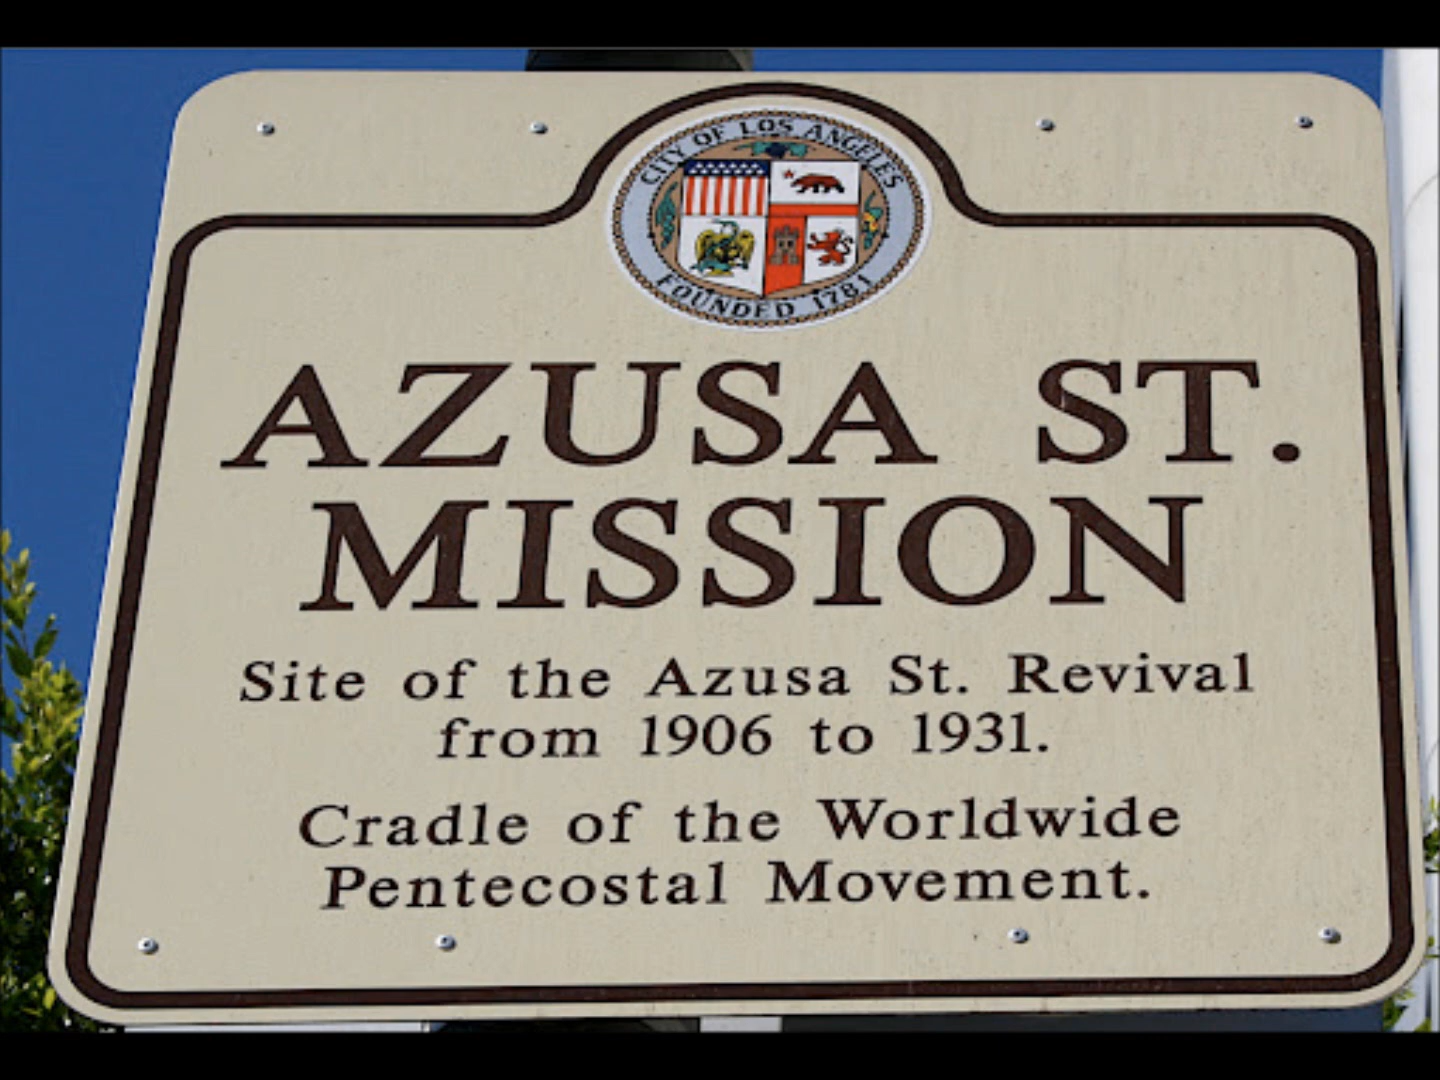 CITY OF LOS ANGELES
FOUNDED 1781
AZUSA ST.
MISSION
Site of the Azusa St. Revival
from 1906 to 1931.
Cradle of the Worldwide
Pentecostal Movement.